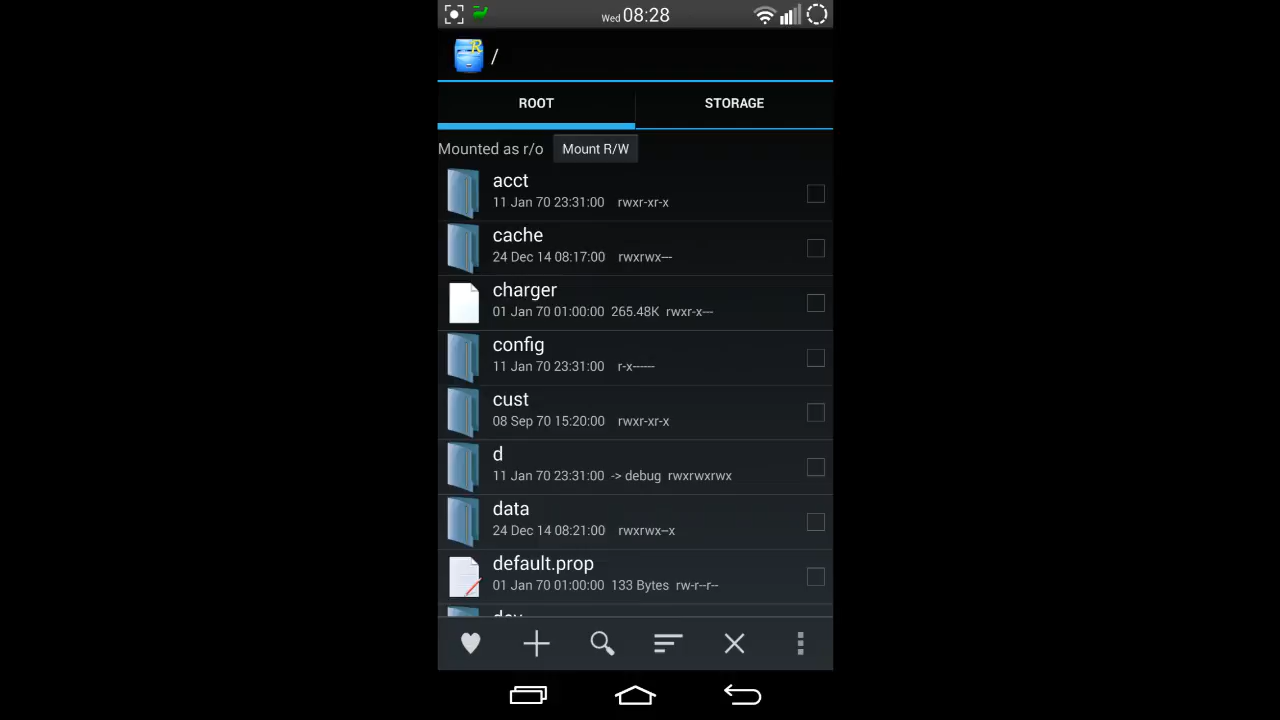 Wed 08:28
R /
ROOT STORAGE
Mounted as r/o Mount R/W
acct
11 Jan 70 23:31:00 rwxr-xr-x
cache
24 Dec 14 08:17:00 rwxrwx---
charger
01 Jan 70 01:00:00 265.48K rwxr-x---
config
11 Jan 70 23:31:00 r-x------
cust
08 Sep 70 15:20:00 rwxr-xr-x
d
11 Jan 70 23:31:00 -> debug rwxrwxrwx
data
24 Dec 14 08:21:00 rwxrwx--x
default.prop
01 Jan 70 01:00:00 133 Bytes rw-r--r--